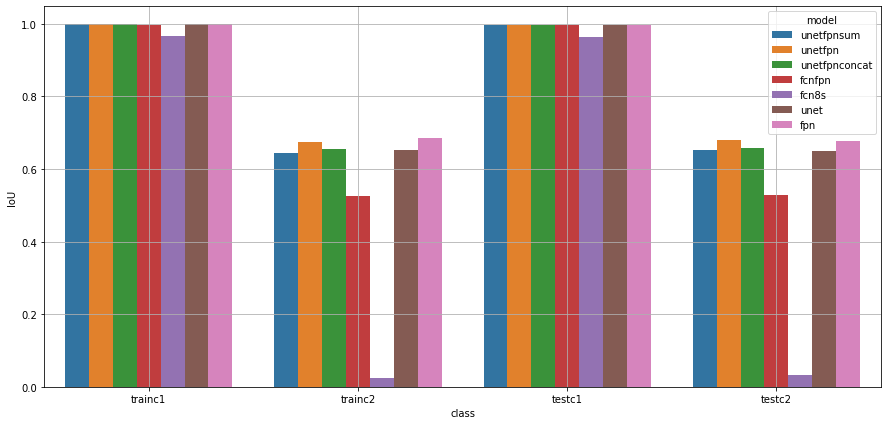 model
unetfpnsum
unetfpn
unetfpnconcat
fcnfpn
fcn8s
unet
fpn
1.0
0.8
0.6
0.4
0.2
0.0
IoU
trainc1 trainc2 testc1 testc2
class